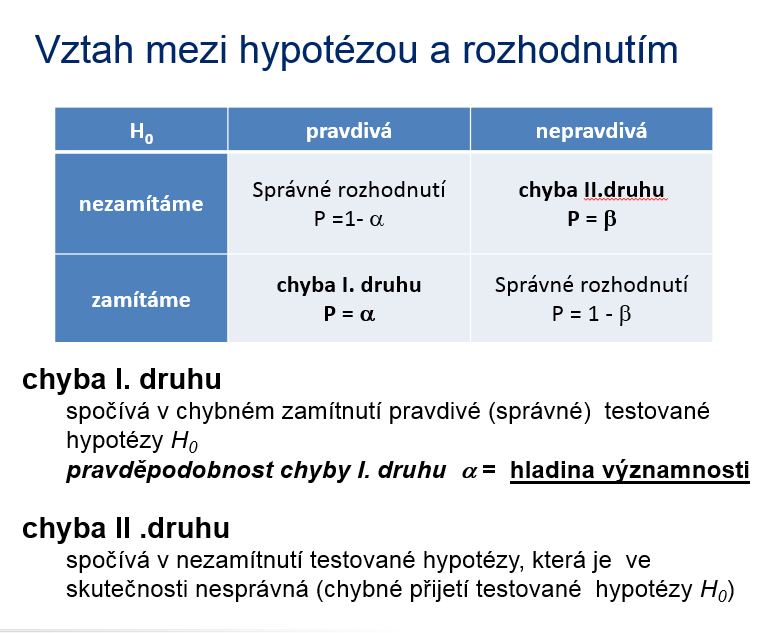 Vztah mezi hypotézou a rozhodnutím
H0 pravdivá nepravdivá
nezamítáme
Správné rozhodnutí
P =1- α
chyba II.druhu
P = β
zamítáme
chyba I. druhu
P = α
Správné rozhodnutí
P = 1 - β
chyba I. druhu
spočívá v chybném zamítnutí pravdivé (správné) testované
hypotézy H0
pravděpodobnost chyby I. druhu α = hladina významnosti
chyba II .druhu
spočívá v nezamítnutí testované hypotézy, která je ve
skutečnosti nesprávná (chybné přijetí testované hypotézy H0)